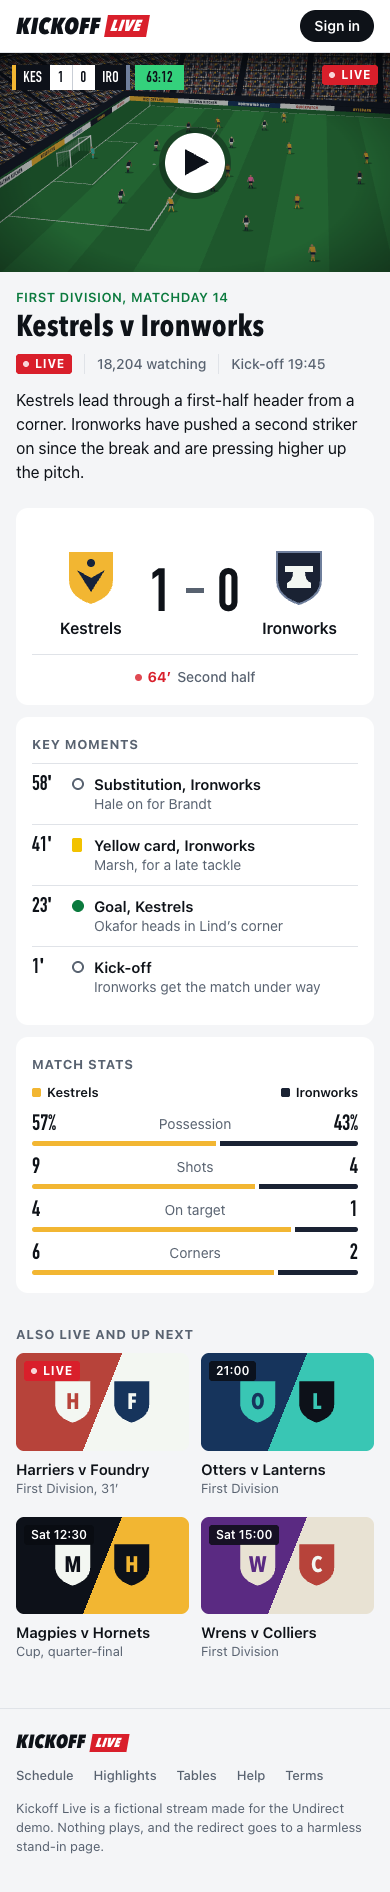 KICKOFF LIVE
Sign in
KES 1 0 IRO 63:12
LIVE
FIRST DIVISION, MATCHDAY 14
Kestrels v Ironworks
LIVE 18,204 watching Kick-off 19:45
Kestrels lead through a first-half header from a
corner. Ironworks have pushed a second striker
on since the break and are pressing higher up
the pitch.
1 – 0
Kestrels Ironworks
64' Second half
KEY MOMENTS
58' Substitution, Ironworks
Hale on for Brandt
41' Yellow card, Ironworks
Marsh, for a late tackle
23' Goal, Kestrels
Okafor heads in Lind's corner
1' Kick-off
Ironworks get the match under way
MATCH STATS
Kestrels Ironworks
57% Possession 43%
9 Shots 4
4 On target 1
6 Corners 2
ALSO LIVE AND UP NEXT
LIVE
H F
Harriers v Foundry
First Division, 31'
21:00
O L
Otters v Lanterns
First Division
Sat 12:30
M H
Magpies v Hornets
Cup, quarter-final
Sat 15:00
W C
Wrens v Colliers
First Division
KICKOFF LIVE
Schedule Highlights Tables Help Terms
Kickoff Live is a fictional stream made for the Undirect
demo. Nothing plays, and the redirect goes to a harmless
stand-in page.